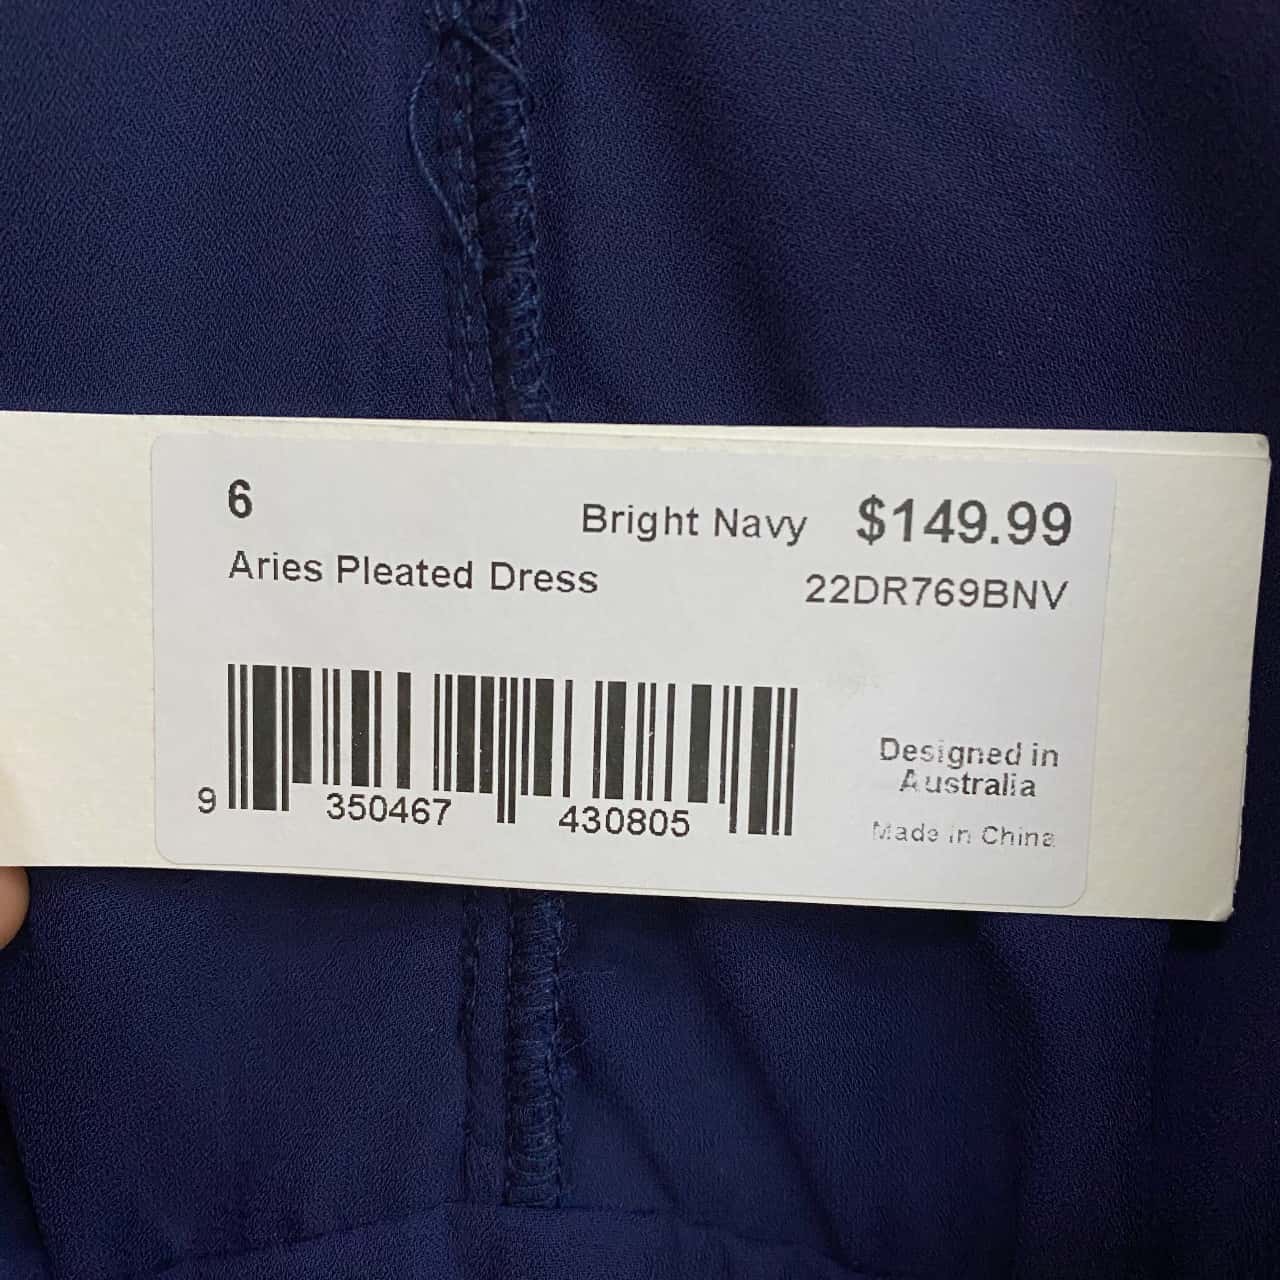 6
Bright Navy $149.99
Aries Pleated Dress
22DR769BNV
9 350467 430805
Designed in
Australia
Made in China